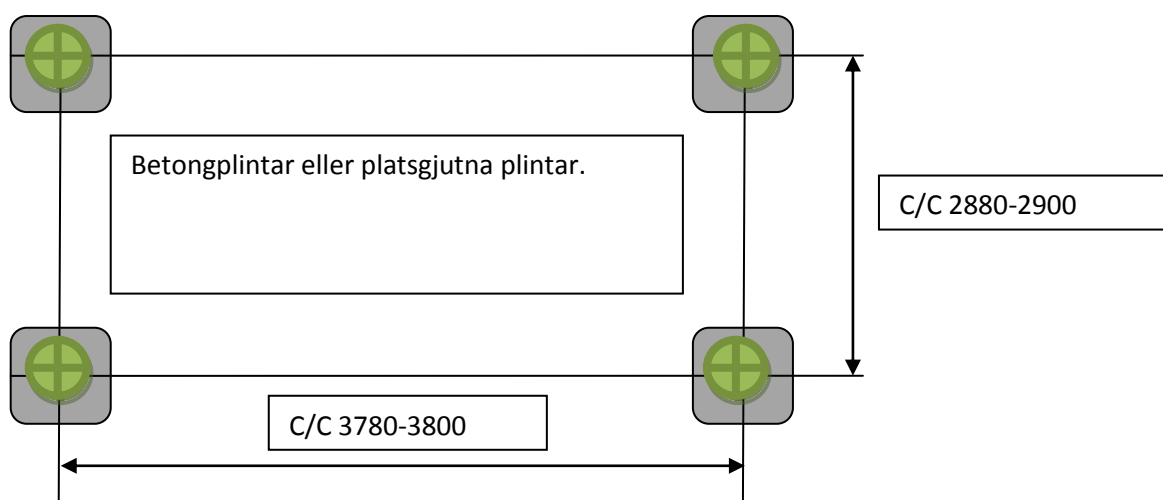 Betongplintar eller platsgjutna plintar.
C/C 2880-2900
C/C 3780-3800